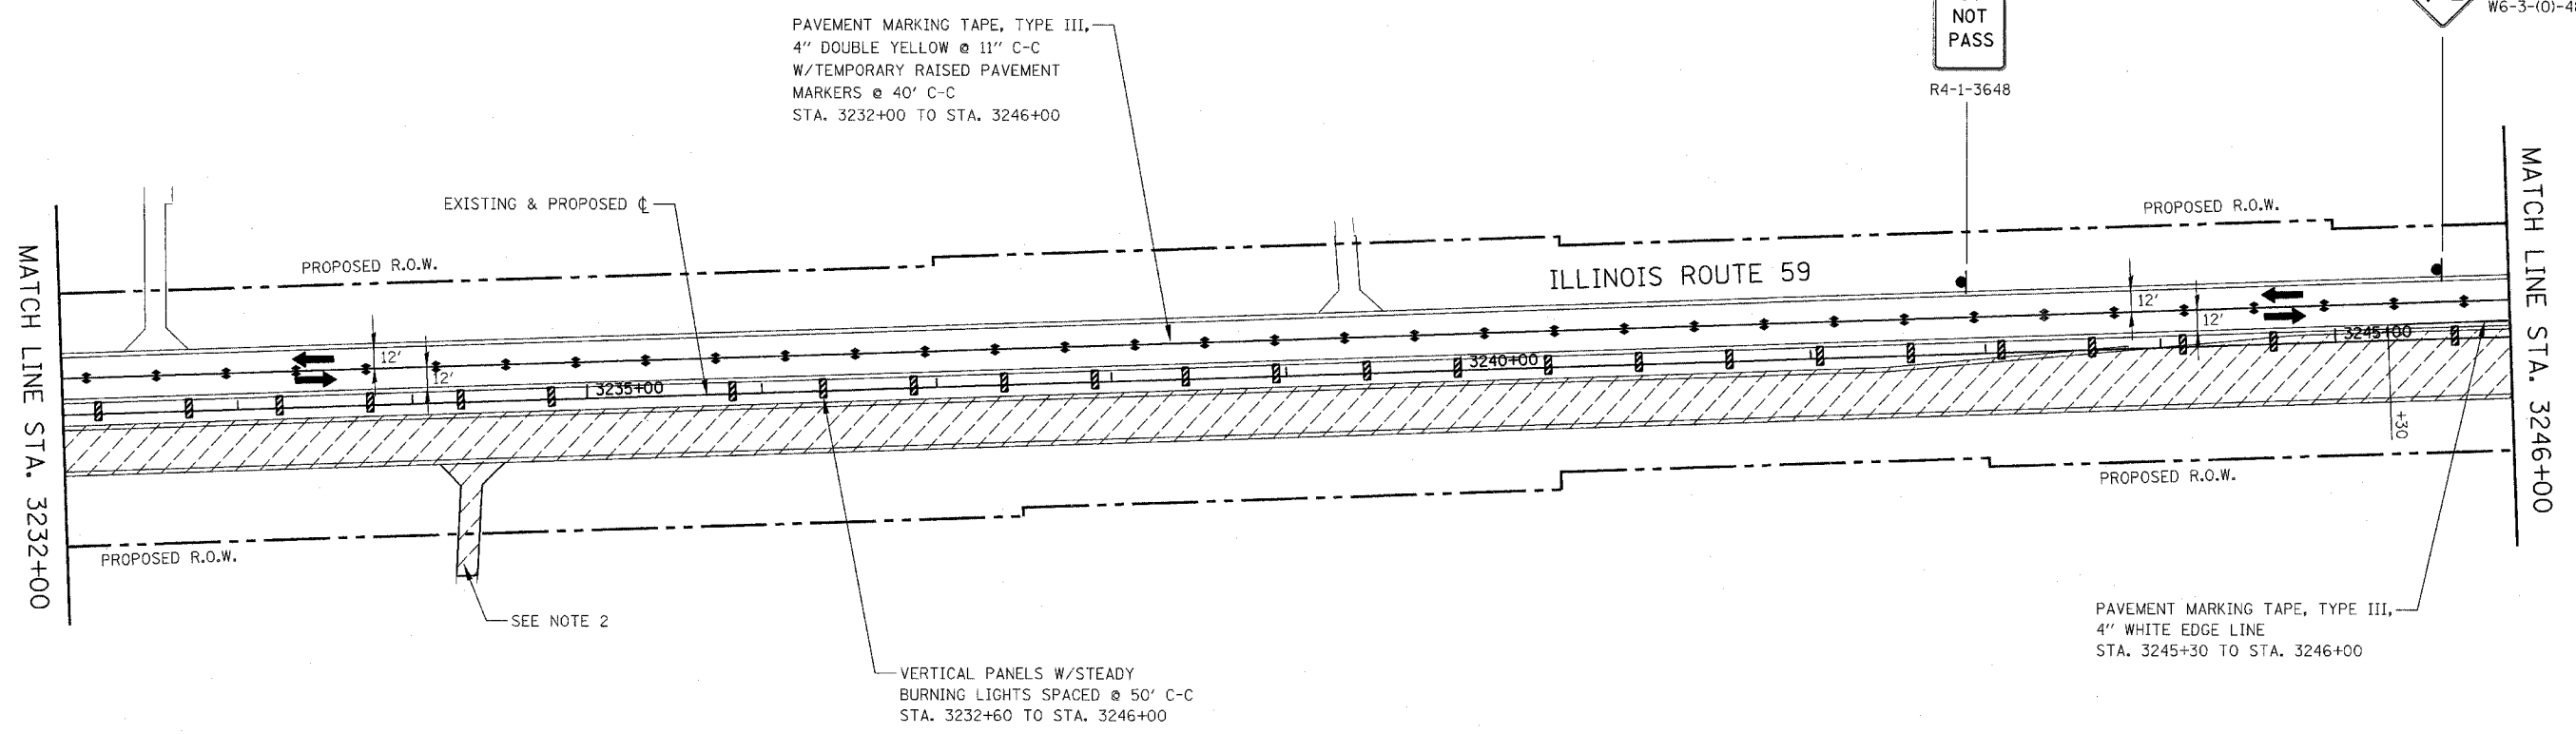 PAVEMENT MARKING TAPE, TYPE III,
4" DOUBLE YELLOW @ 11" C-C
W/TEMPORARY RAISED PAVEMENT
MARKERS @ 40' C-C
STA. 3232+00 TO STA. 3246+00
NOT
PASS
R4-1-3648
W6-3-(O)-48
EXISTING & PROPOSED ℄
PROPOSED R.O.W.
PROPOSED R.O.W.
ILLINOIS ROUTE 59
MATCH LINE STA. 3232+00
MATCH LINE STA. 3246+00
12'
12'
12'
12'
3235+00
3240+00
3245+00
+30
PROPOSED R.O.W.
PROPOSED R.O.W.
SEE NOTE 2
VERTICAL PANELS W/STEADY
BURNING LIGHTS SPACED @ 50' C-C
STA. 3232+60 TO STA. 3246+00
PAVEMENT MARKING TAPE, TYPE III,
4" WHITE EDGE LINE
STA. 3245+30 TO STA. 3246+00